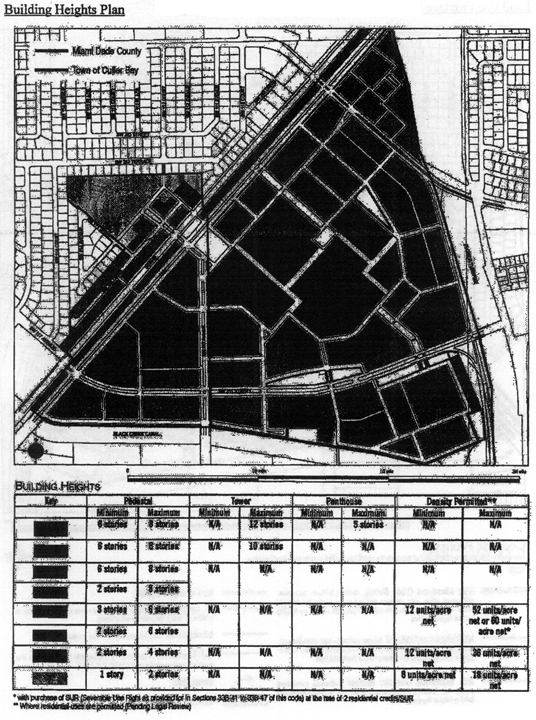 Building Heights Plan
Miami Dade County
Town of Cutler Bay
BLACK CREEK CANAL
0
BUILDING HEIGHTS
Key Pedestal Tower Penthouse Density Permitted**
Minimum Maximum Minimum Maximum Minimum Maximum Minimum Maximum
6 stories 8 stories N/A 12 stories N/A 5 stories N/A N/A
6 stories 8 stories N/A 10 stories N/A N/A N/A N/A
6 stories 8 stories N/A N/A N/A N/A N/A N/A
2 stories 8 stories
3 stories 6 stories N/A N/A N/A N/A 12 units/acre net 52 units/acre net or 60 units/acre net*
2 stories 6 stories
2 stories 4 stories N/A N/A N/A N/A 12 units/acre net 36 units/acre net
1 story 2 stories N/A N/A N/A N/A 6 units/acre net 18 units/acre net
* with purchase of SUR (Severable Use Right as provided for in Sections 33B-41 to 33B-47 of this code) at the rate of 2 residential credits/SUR
** Where residential uses are permitted (Pending Legal Review)